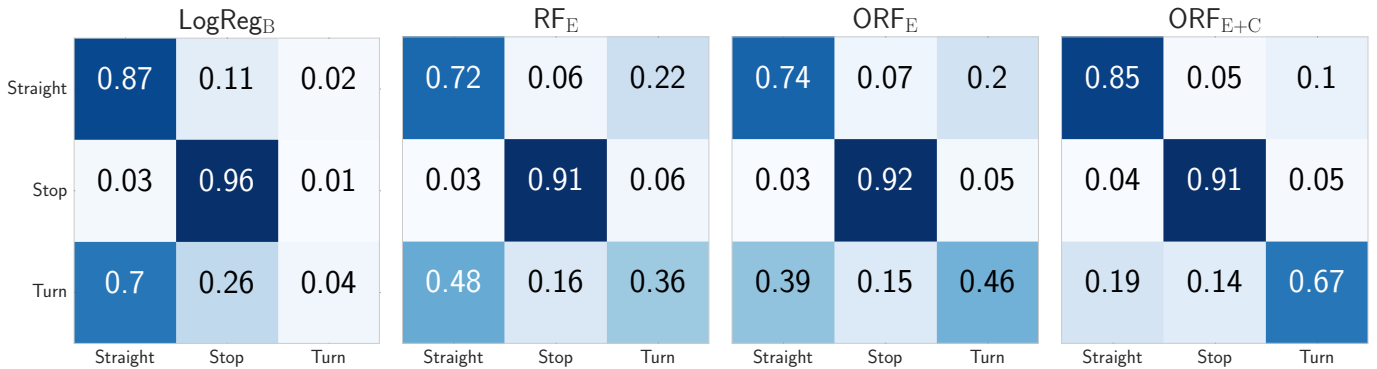 LogReg_B RF_E ORF_E ORF_E+C
Straight 0.87 0.11 0.02 0.72 0.06 0.22 0.74 0.07 0.2 0.85 0.05 0.1
Stop 0.03 0.96 0.01 0.03 0.91 0.06 0.03 0.92 0.05 0.04 0.91 0.05
Turn 0.7 0.26 0.04 0.48 0.16 0.36 0.39 0.15 0.46 0.19 0.14 0.67
Straight Stop Turn Straight Stop Turn Straight Stop Turn Straight Stop Turn